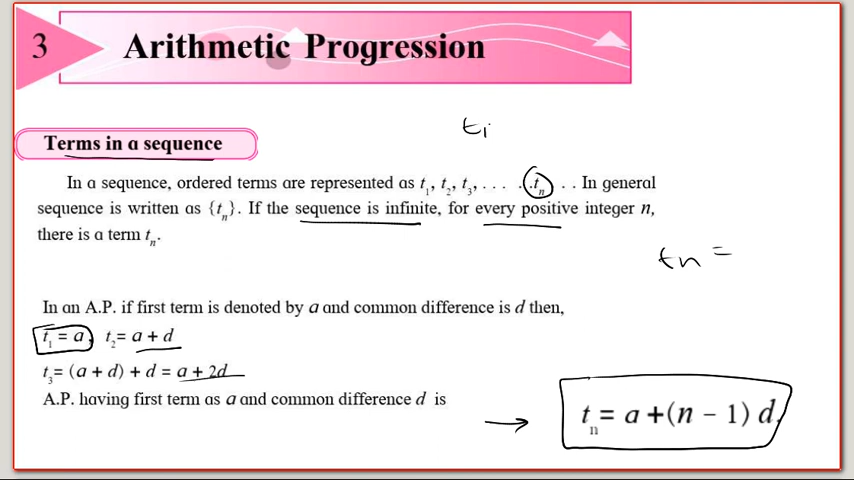 3 Arithmetic Progression
t₁
Terms in a sequence
In a sequence, ordered terms are represented as t₁, t₂, t₃, . . . . .tₙ . . In general
sequence is written as {tₙ}. If the sequence is infinite, for every positive integer n,
there is a term tₙ.
tn =
In an A.P. if first term is denoted by a and common difference is d then,
t₁ = a, t₂= a + d
t₃= (a + d) + d = a + 2d
A.P. having first term as a and common difference d is
→ tₙ= a +(n − 1) d.